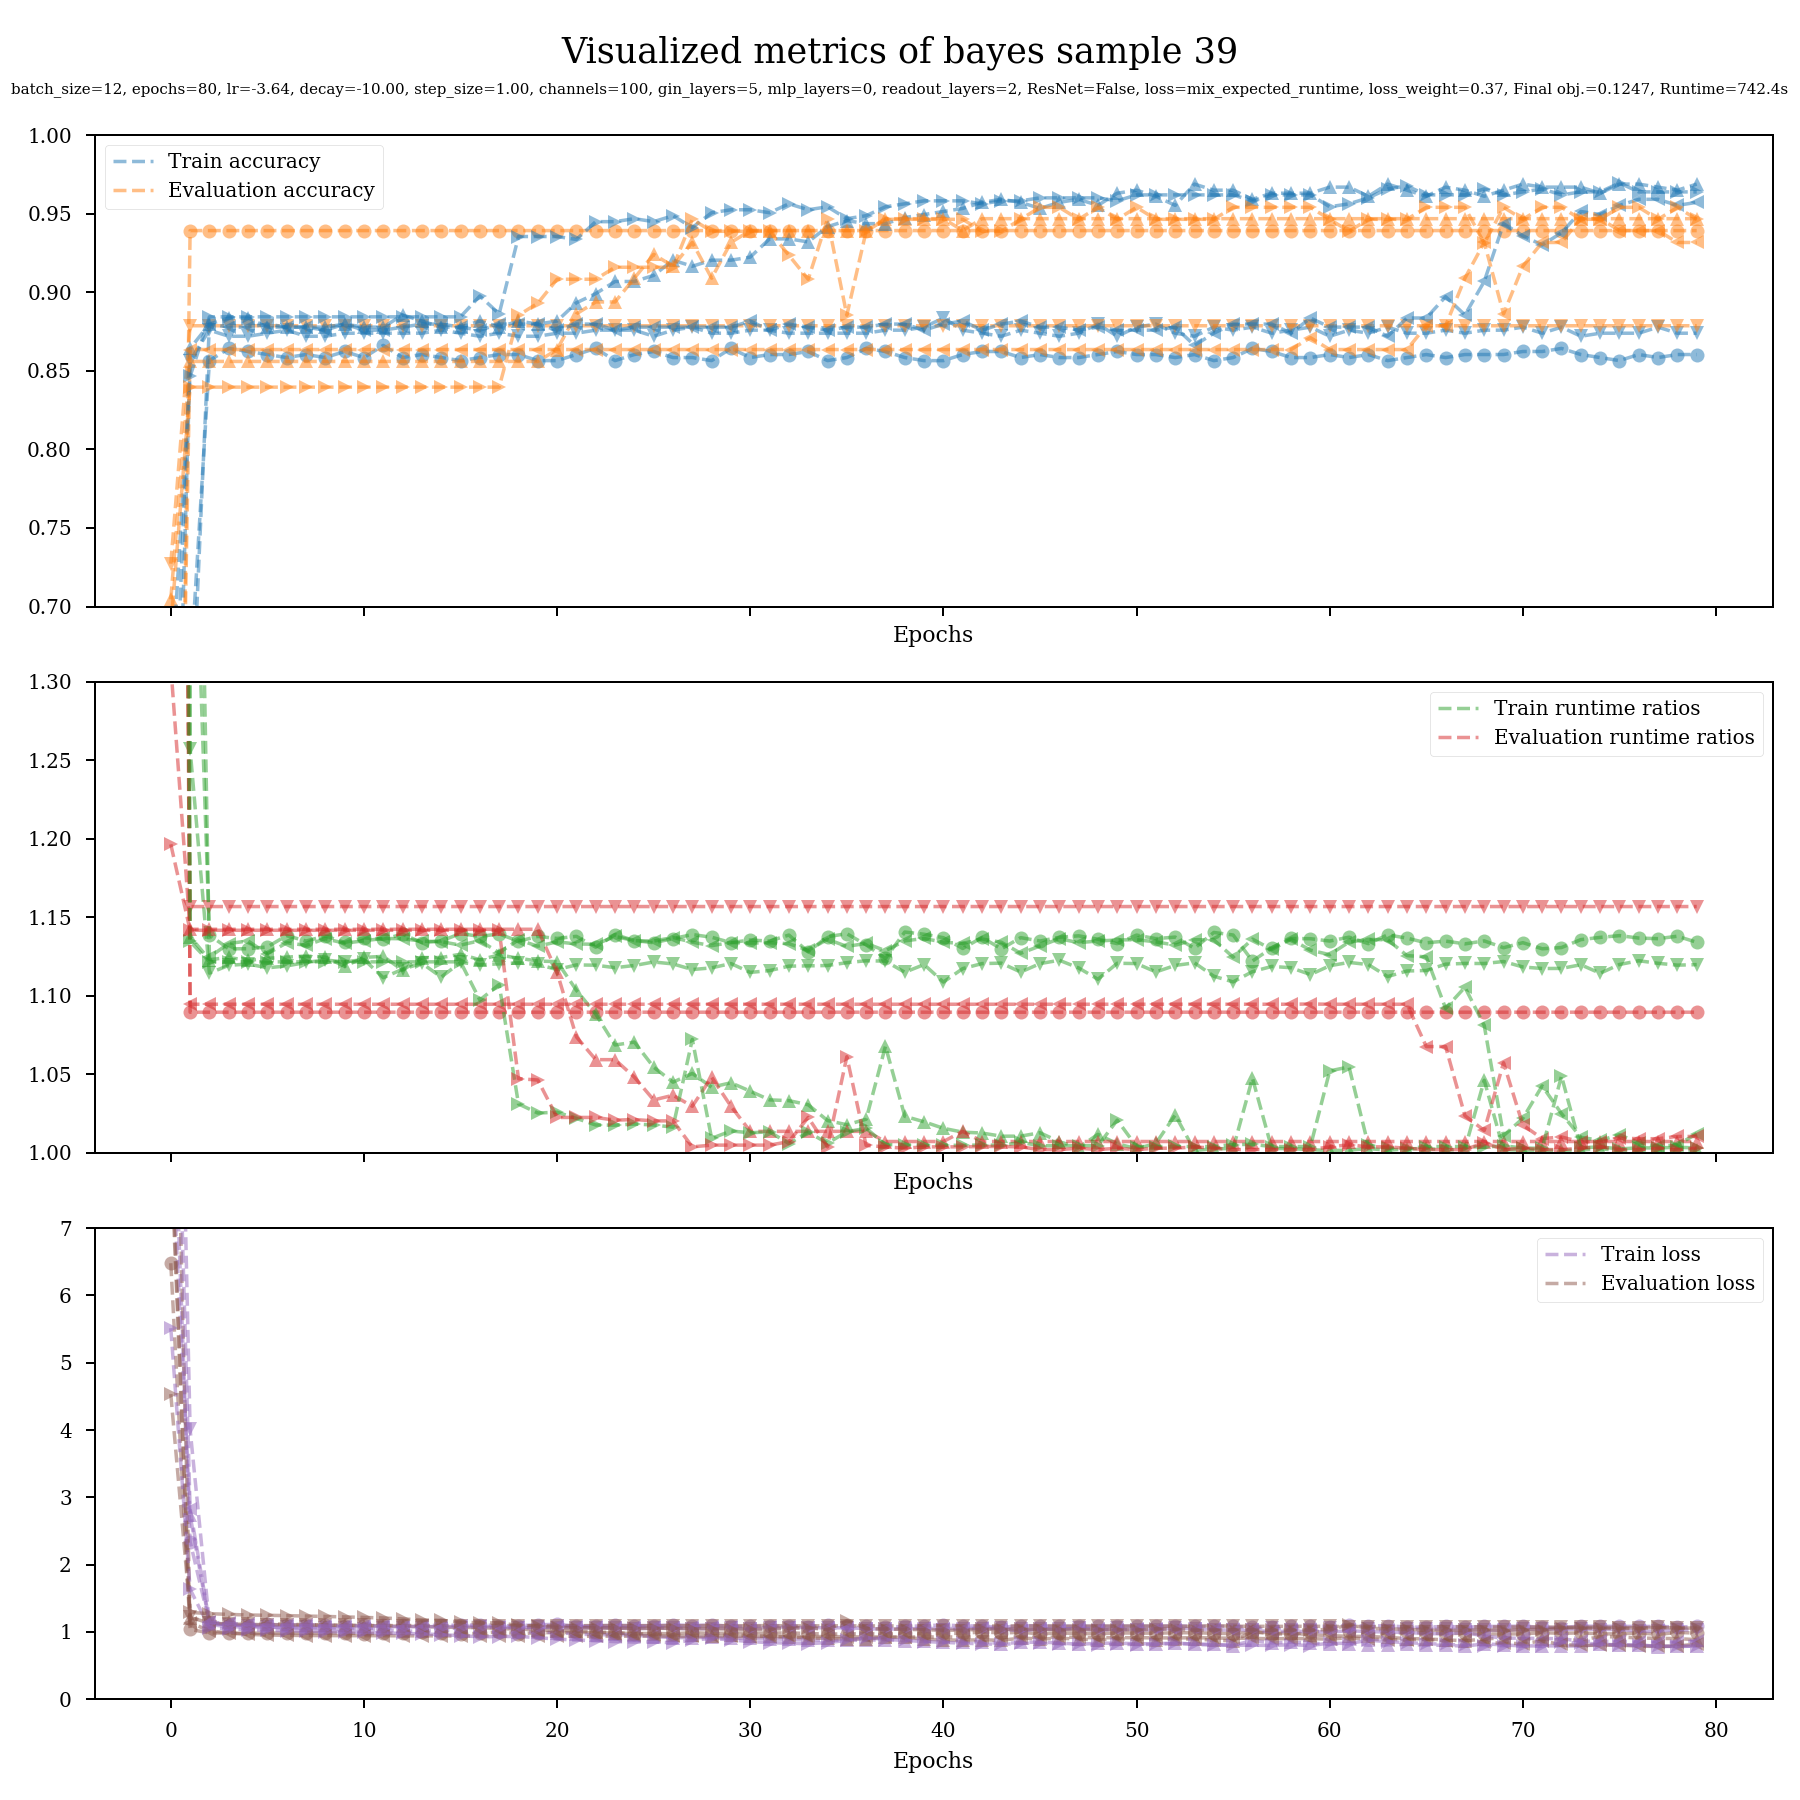 Visualized metrics of bayes sample 39
batch_size=12, epochs=80, lr=-3.64, decay=-10.00, step_size=1.00, channels=100, gin_layers=5, mlp_layers=0, readout_layers=2, ResNet=False, loss=mix_expected_runtime, loss_weight=0.37, Final obj.=0.1247, Runtime=742.4s
1.00
0.95
0.90
0.85
0.80
0.75
0.70
Train accuracy
Evaluation accuracy
Epochs
1.30
1.25
1.20
1.15
1.10
1.05
1.00
Train runtime ratios
Evaluation runtime ratios
Epochs
7
6
5
4
3
2
1
0
Train loss
Evaluation loss
0 10 20 30 40 50 60 70 80
Epochs